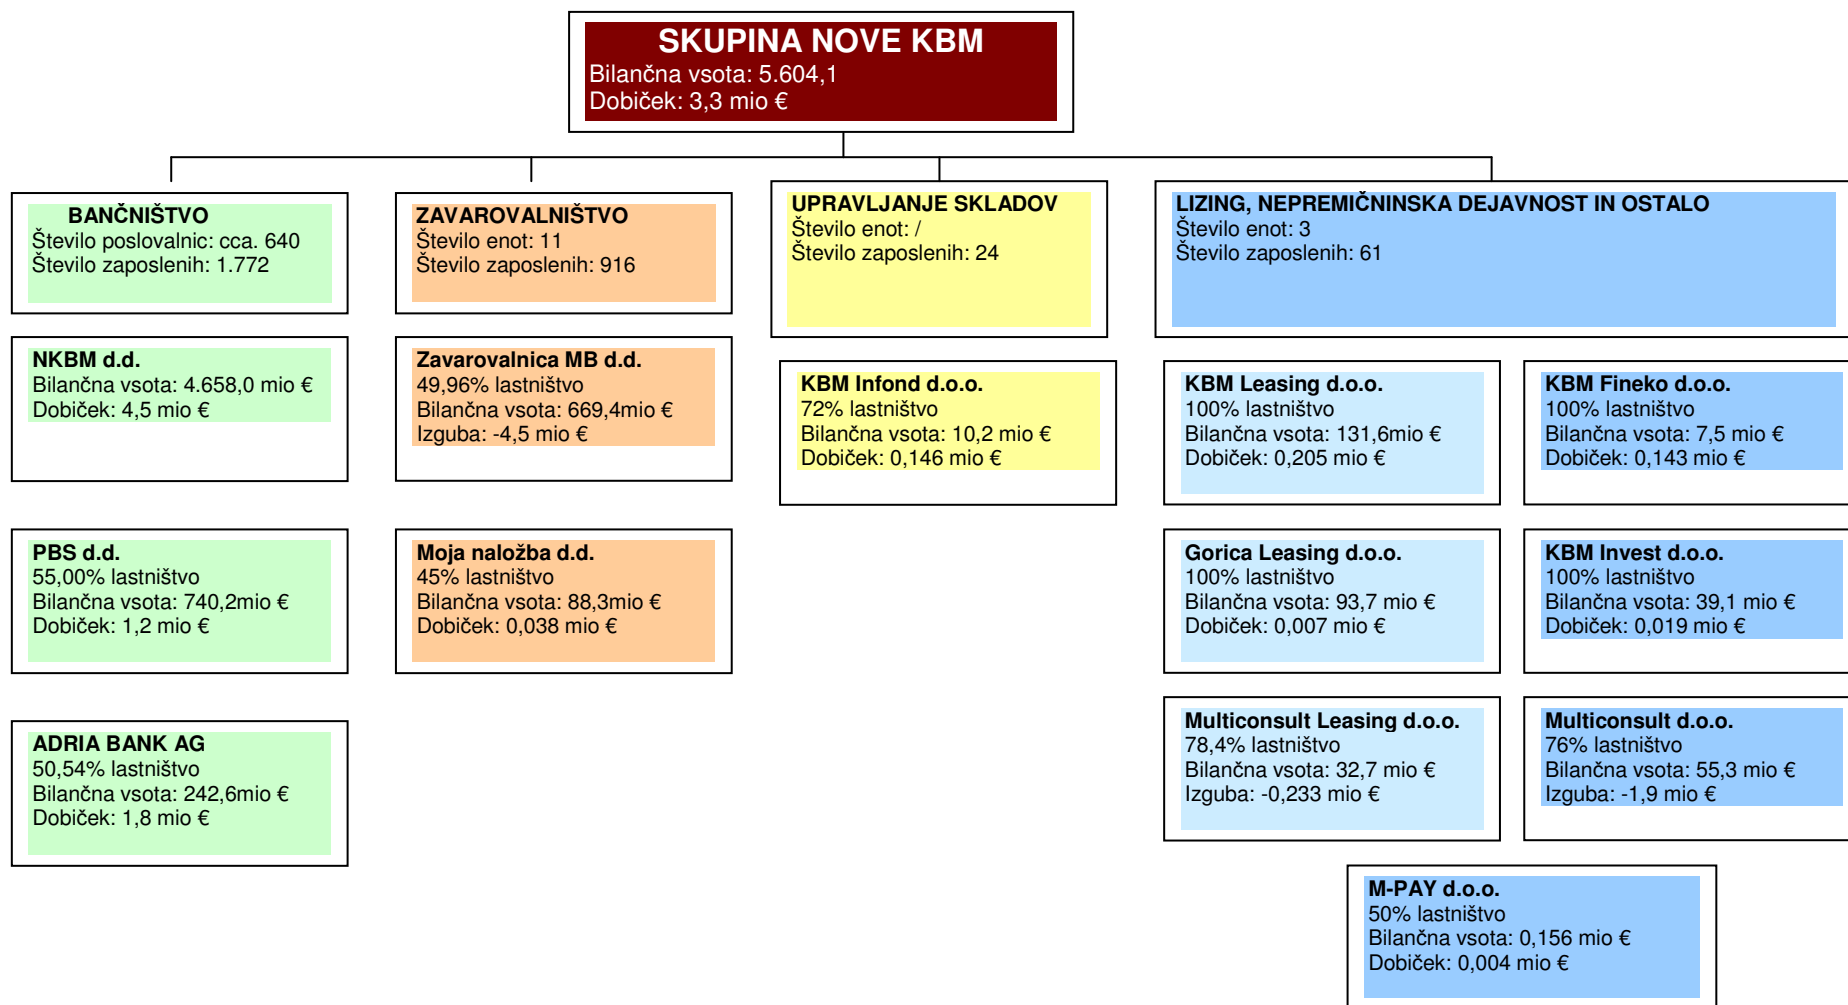 SKUPINA NOVE KBM
Bilančna vsota: 5.604,1
Dobiček: 3,3 mio €
BANČNIŠTVO
Število poslovalnic: cca. 640
Število zaposlenih: 1.772
ZAVAROVALNIŠTVO
Število enot: 11
Število zaposlenih: 916
UPRAVLJANJE SKLADOV
Število enot: /
Število zaposlenih: 24
LIZING, NEPREMIČNINSKA DEJAVNOST IN OSTALO
Število enot: 3
Število zaposlenih: 61
NKBM d.d.
Bilančna vsota: 4.658,0 mio €
Dobiček: 4,5 mio €
Zavarovalnica MB d.d.
49,96% lastništvo
Bilančna vsota: 669,4mio €
Izguba: -4,5 mio €
KBM Infond d.o.o.
72% lastništvo
Bilančna vsota: 10,2 mio €
Dobiček: 0,146 mio €
KBM Leasing d.o.o.
100% lastništvo
Bilančna vsota: 131,6mio €
Dobiček: 0,205 mio €
KBM Fineko d.o.o.
100% lastništvo
Bilančna vsota: 7,5 mio €
Dobiček: 0,143 mio €
PBS d.d.
55,00% lastništvo
Bilančna vsota: 740,2mio €
Dobiček: 1,2 mio €
Moja naložba d.d.
45% lastništvo
Bilančna vsota: 88,3mio €
Dobiček: 0,038 mio €
Gorica Leasing d.o.o.
100% lastništvo
Bilančna vsota: 93,7 mio €
Dobiček: 0,007 mio €
KBM Invest d.o.o.
100% lastništvo
Bilančna vsota: 39,1 mio €
Dobiček: 0,019 mio €
ADRIA BANK AG
50,54% lastništvo
Bilančna vsota: 242,6mio €
Dobiček: 1,8 mio €
Multiconsult Leasing d.o.o.
78,4% lastništvo
Bilančna vsota: 32,7 mio €
Izguba: -0,233 mio €
Multiconsult d.o.o.
76% lastništvo
Bilančna vsota: 55,3 mio €
Izguba: -1,9 mio €
M-PAY d.o.o.
50% lastništvo
Bilančna vsota: 0,156 mio €
Dobiček: 0,004 mio €